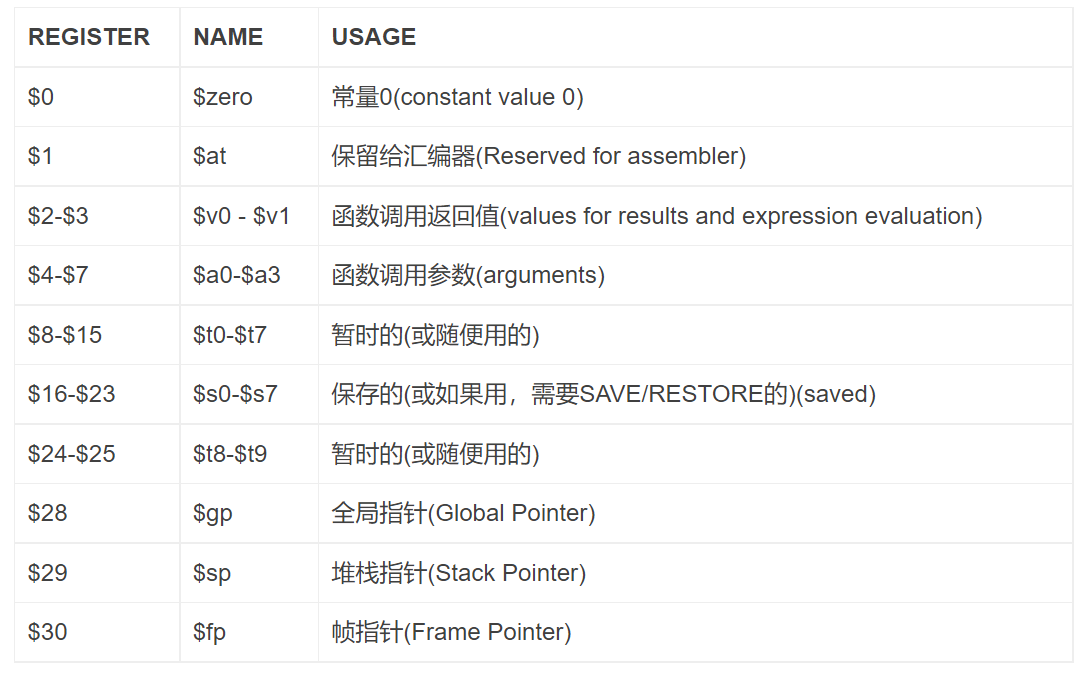 REGISTER NAME USAGE
$0 $zero 常量0(constant value 0)
$1 $at 保留给汇编器(Reserved for assembler)
$2-$3 $v0 - $v1 函数调用返回值(values for results and expression evaluation)
$4-$7 $a0-$a3 函数调用参数(arguments)
$8-$15 $t0-$t7 暂时的(或随便用的)
$16-$23 $s0-$s7 保存的(或如果用，需要SAVE/RESTORE的)(saved)
$24-$25 $t8-$t9 暂时的(或随便用的)
$28 $gp 全局指针(Global Pointer)
$29 $sp 堆栈指针(Stack Pointer)
$30 $fp 帧指针(Frame Pointer)